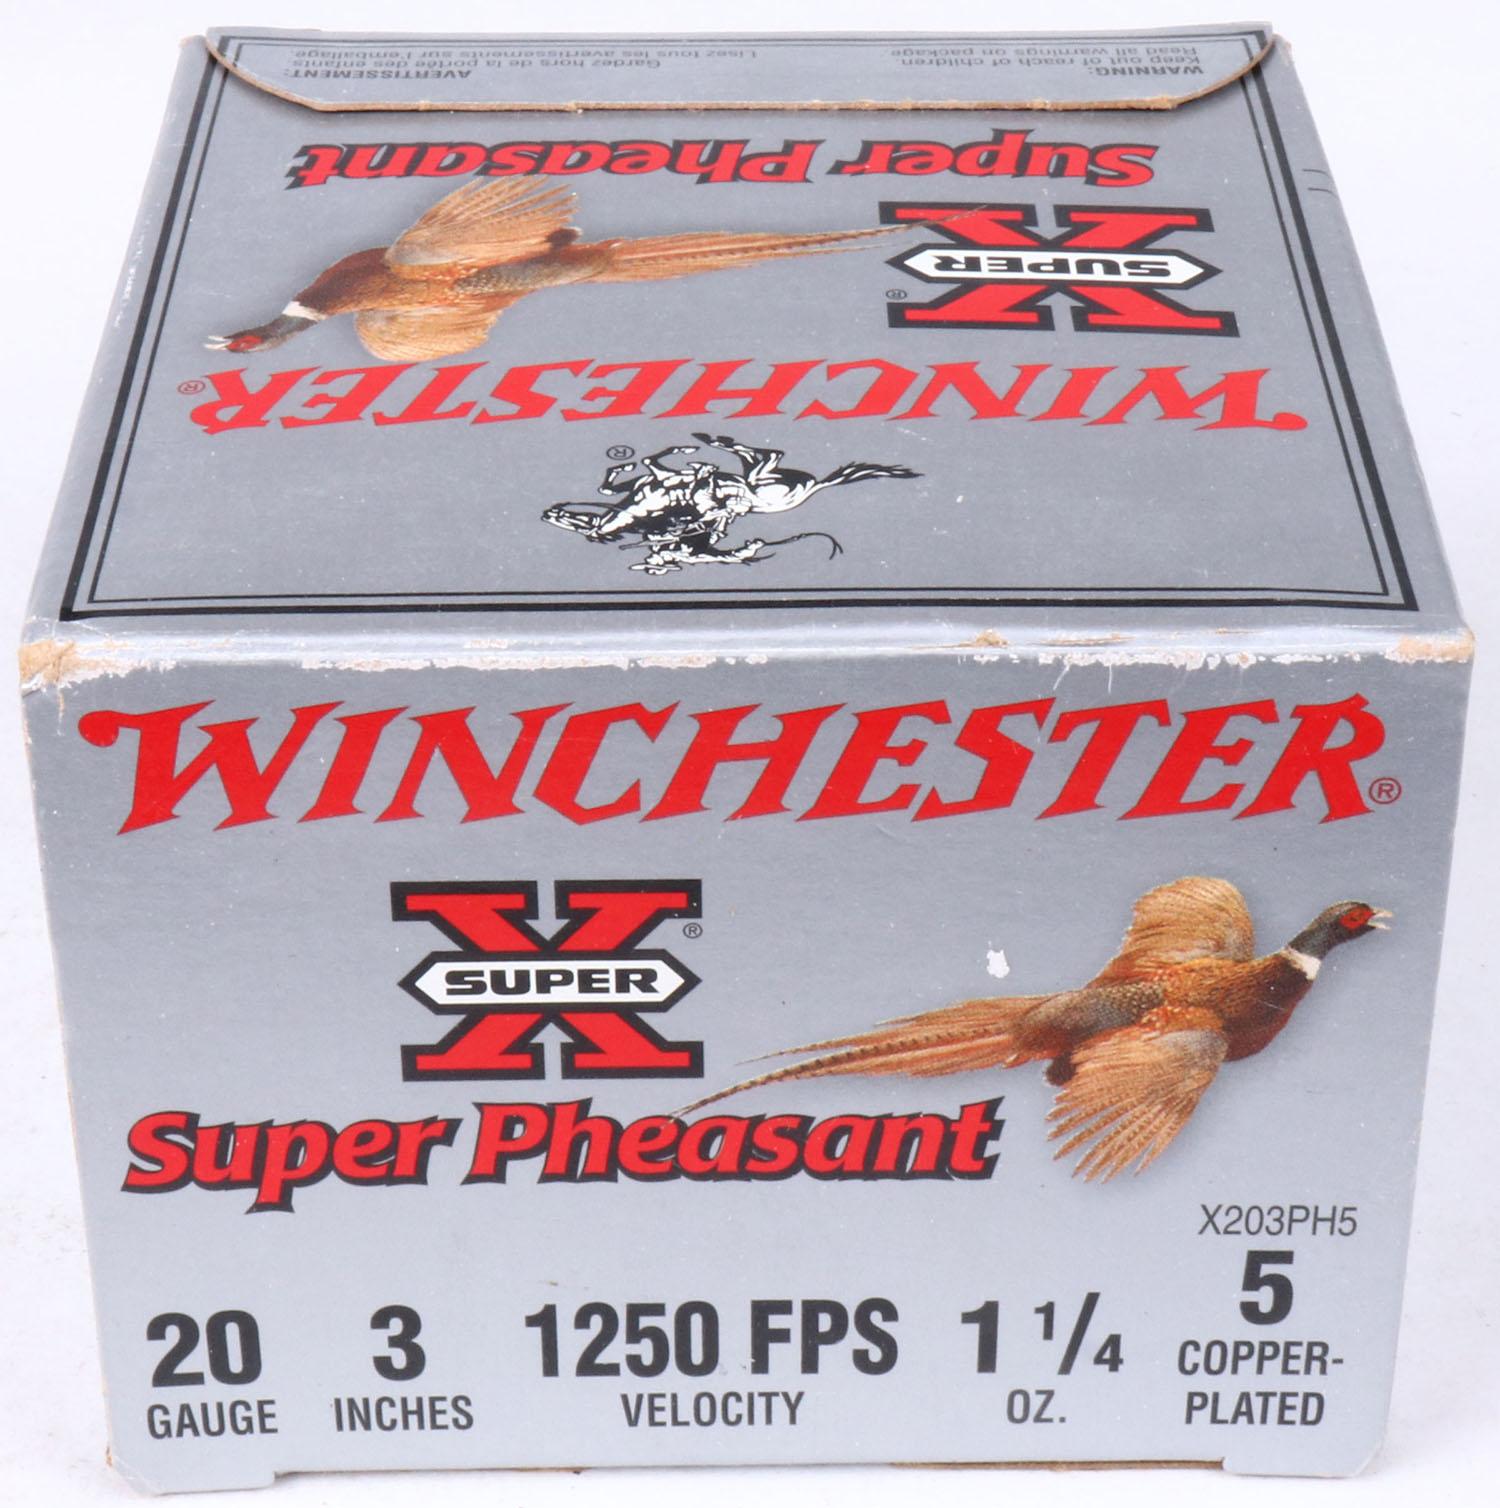 WARNING:
Keep out of reach of children.
Read all warnings on package
AVERTISSEMENT:
Gardez hors de la portée des enfants.
Lisez tous les avertissements sur l'emballage.
Super Pheasant
X
SUPER
®
WINCHESTER®
®
WINCHESTER®
X®
SUPER
Super Pheasant
X203PH5
20
GAUGE
3
INCHES
1250 FPS
VELOCITY
1 1/4
OZ.
5
COPPER-
PLATED